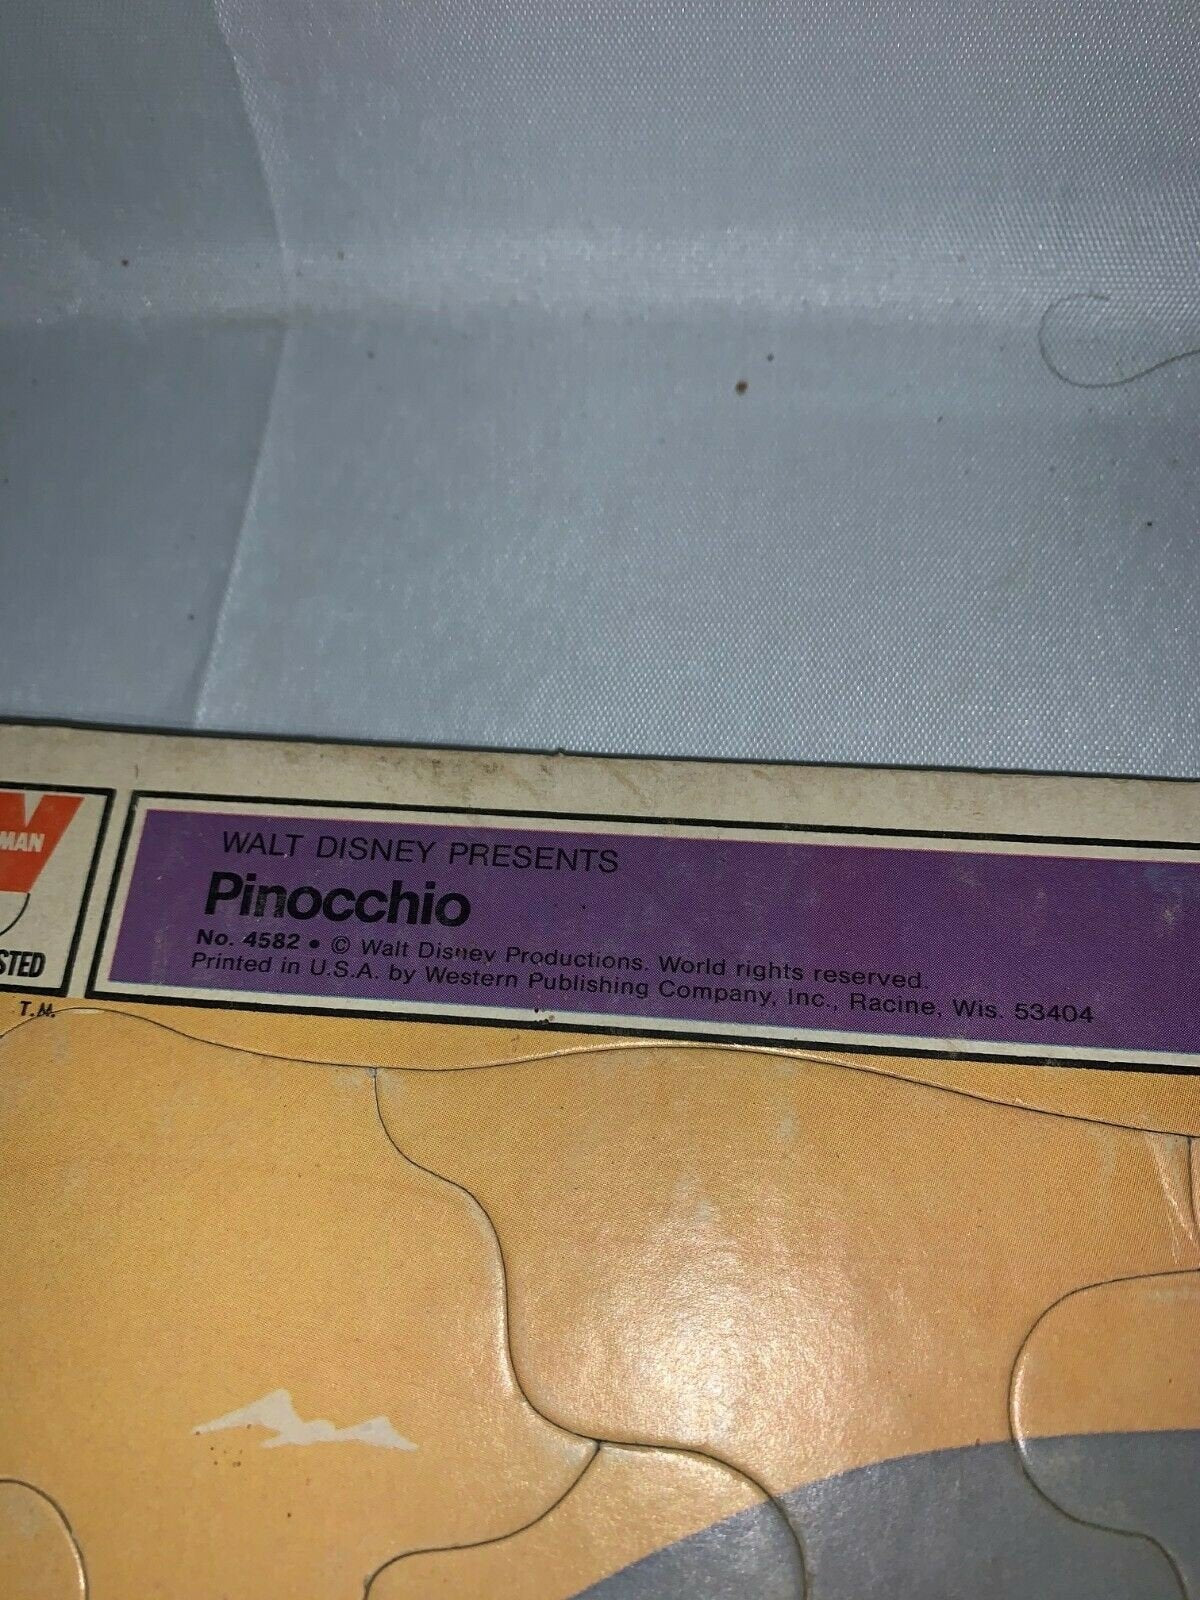 MAN
STED
T.M.
WALT DISNEY PRESENTS
Pinocchio
No. 4582 • © Walt Disney Productions. World rights reserved.
Printed in U.S.A. by Western Publishing Company, Inc., Racine, Wis. 53404